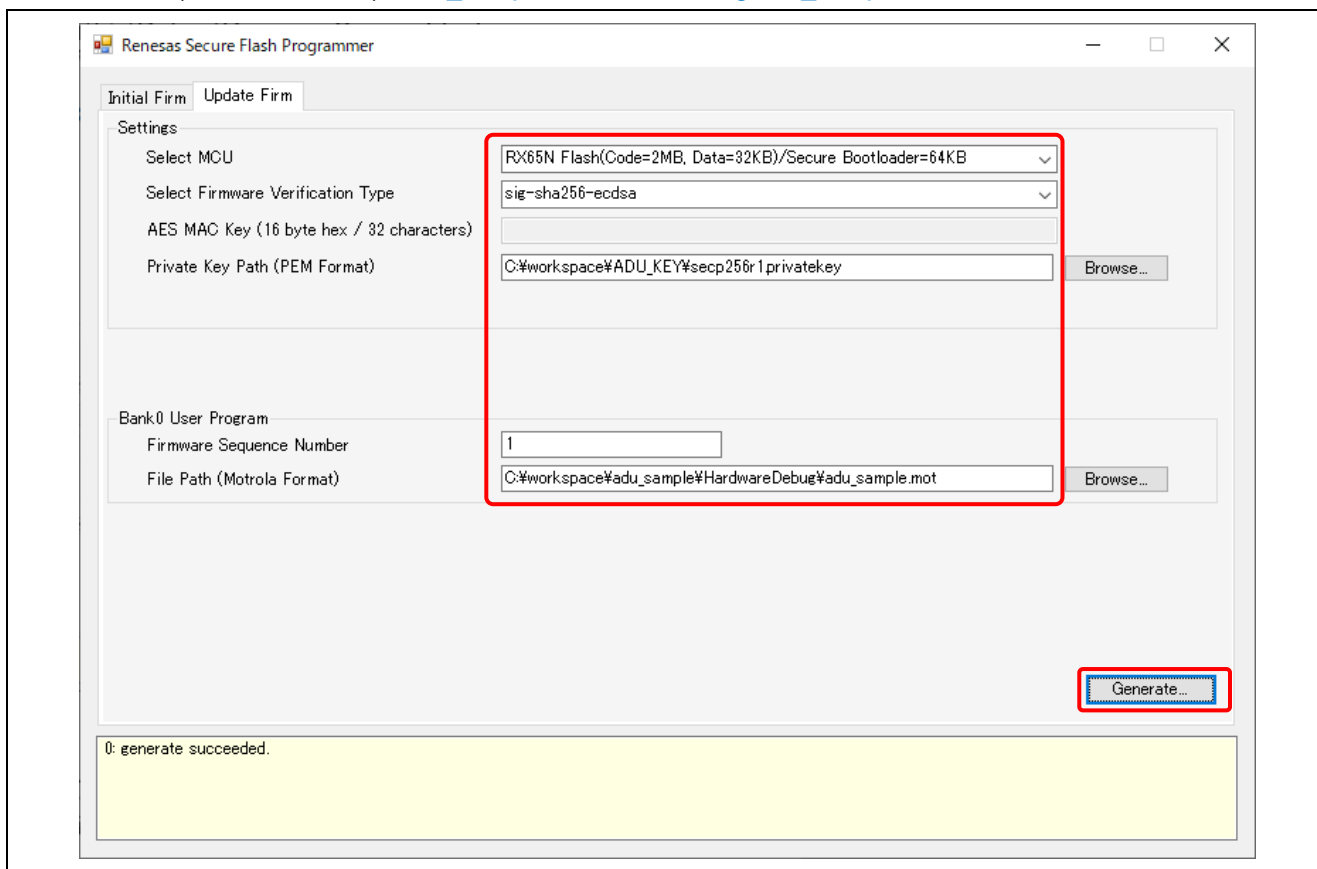 Renesas Secure Flash Programmer
Initial Firm Update Firm
Settings
Select MCU RX65N Flash(Code=2MB, Data=32KB)/Secure Bootloader=64KB
Select Firmware Verification Type sig-sha256-ecdsa
AES MAC Key (16 byte hex / 32 characters)
Private Key Path (PEM Format) C:¥workspace¥ADU_KEY¥secp256r1.privatekey Browse...
Bank0 User Program
Firmware Sequence Number 1
File Path (Motrola Format) C:¥workspace¥adu_sample¥HardwareDebug¥adu_sample.mot Browse...
Generate...
0: generate succeeded.